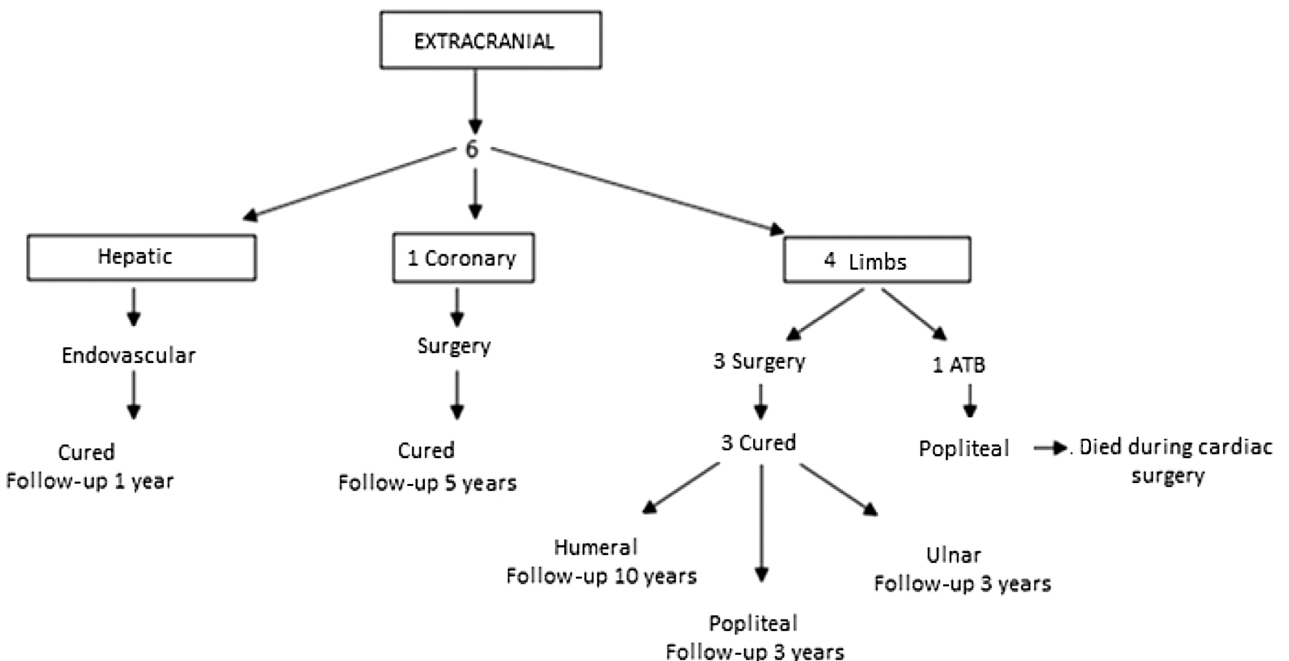 EXTRACRANIAL
6
Hepatic
1 Coronary
4 Limbs
Endovascular
Surgery
3 Surgery
1 ATB
Cured
Follow-up 1 year
Cured
Follow-up 5 years
3 Cured
Popliteal
. Died during cardiac
surgery
Humeral
Follow-up 10 years
Ulnar
Follow-up 3 years
Popliteal
Follow-up 3 years